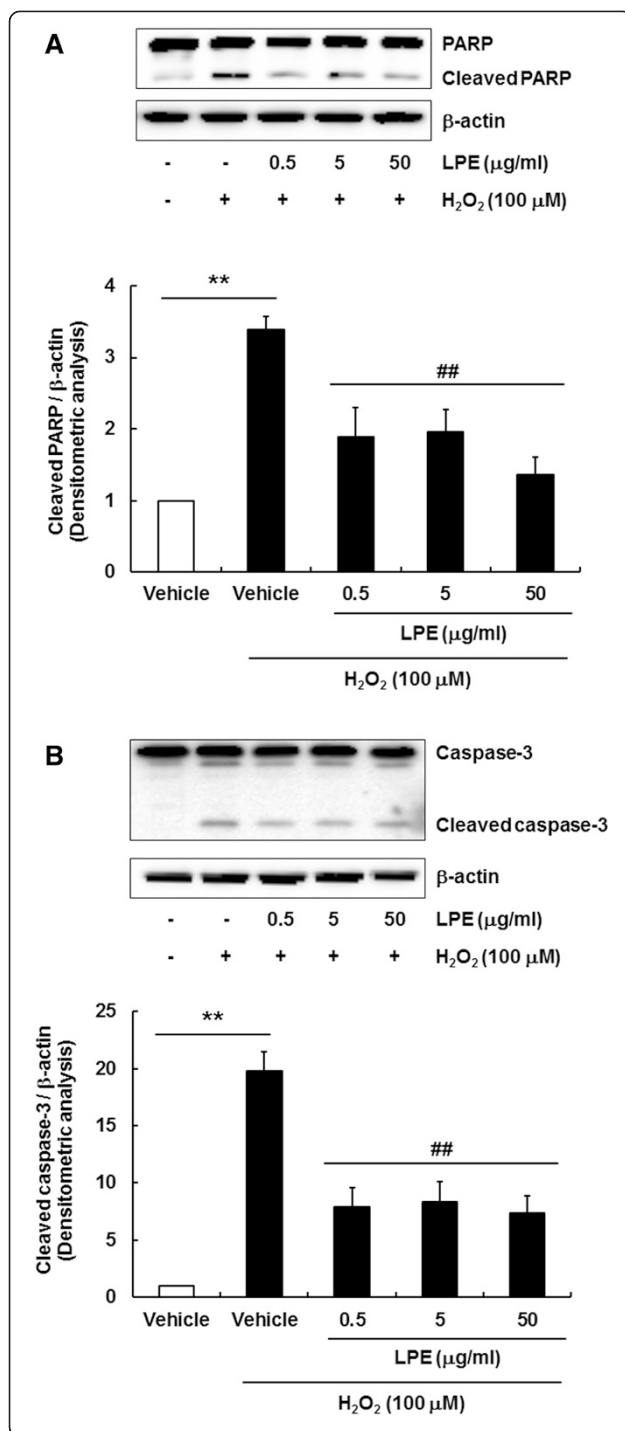 A
PARP
Cleaved PARP
β-actin
- - 0.5 5 50 LPE (μg/ml)
- + + + + H₂O₂ (100 μM)
Cleaved PARP / β-actin
(Densitometric analysis)
4
3
2
1
0
**
##
Vehicle Vehicle 0.5 5 50
LPE (μg/ml)
H₂O₂ (100 μM)
B
Caspase-3
Cleaved caspase-3
β-actin
- - 0.5 5 50 LPE (μg/ml)
- + + + + H₂O₂ (100 μM)
Cleaved caspase-3 / β-actin
(Densitometric analysis)
25
20
15
10
5
0
**
##
Vehicle Vehicle 0.5 5 50
LPE (μg/ml)
H₂O₂ (100 μM)